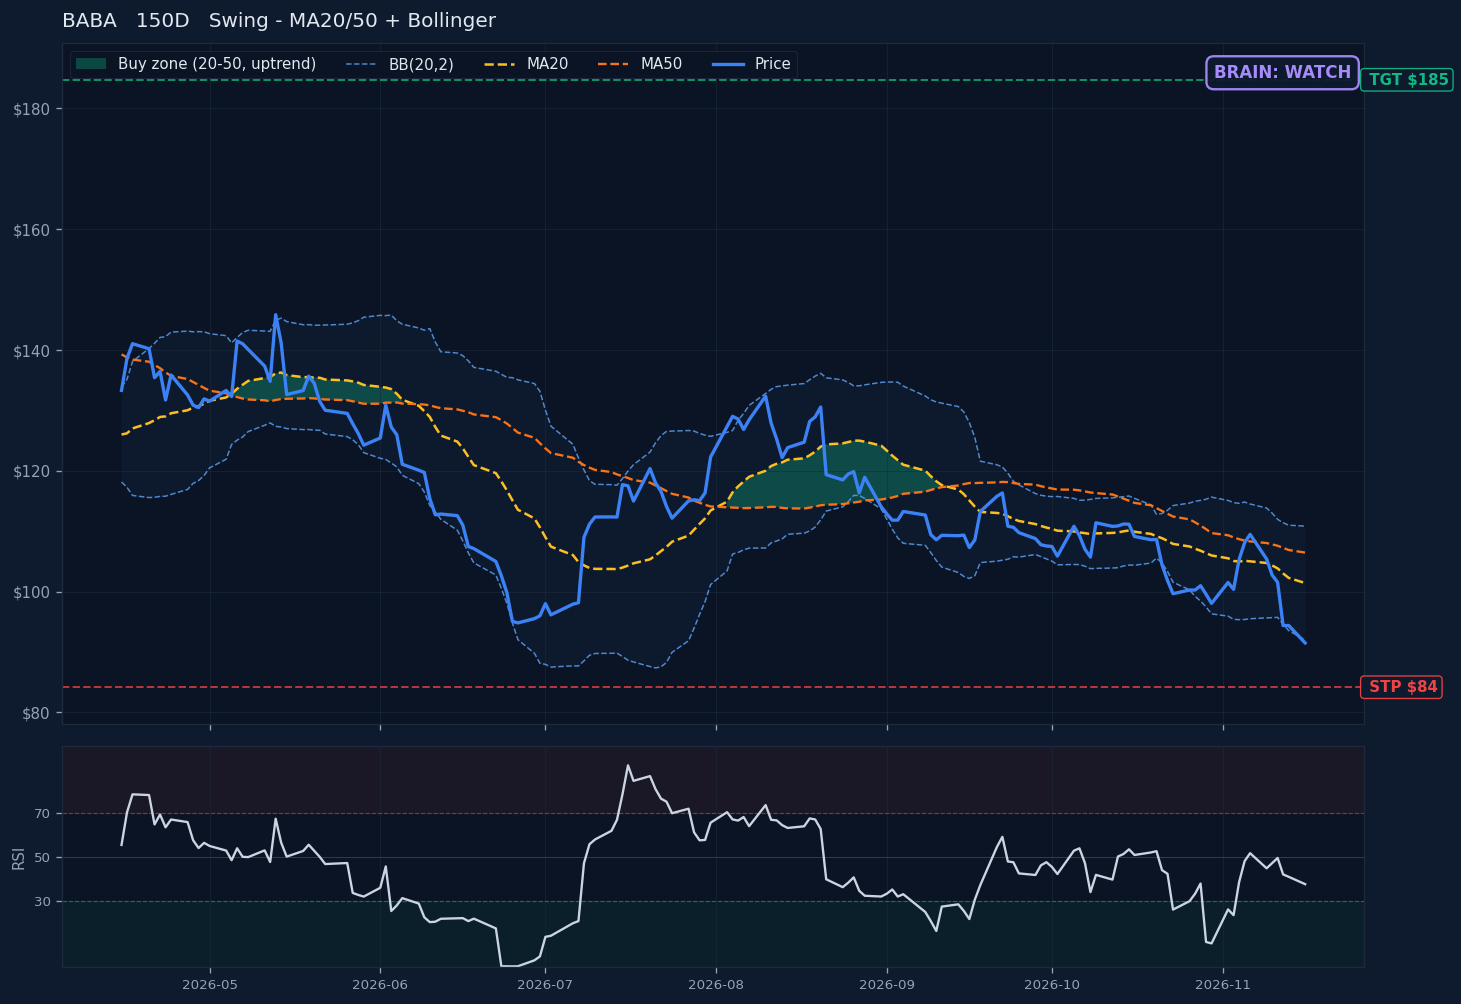 BABA 150D Swing - MA20/50 + Bollinger
Buy zone (20-50, uptrend) BB(20,2) MA20 MA50 Price
BRAIN: WATCH
TGT $185
$180
$160
$140
$120
$100
$80
STP $84
RSI
70
50
30
2026-05 2026-06 2026-07 2026-08 2026-09 2026-10 2026-11